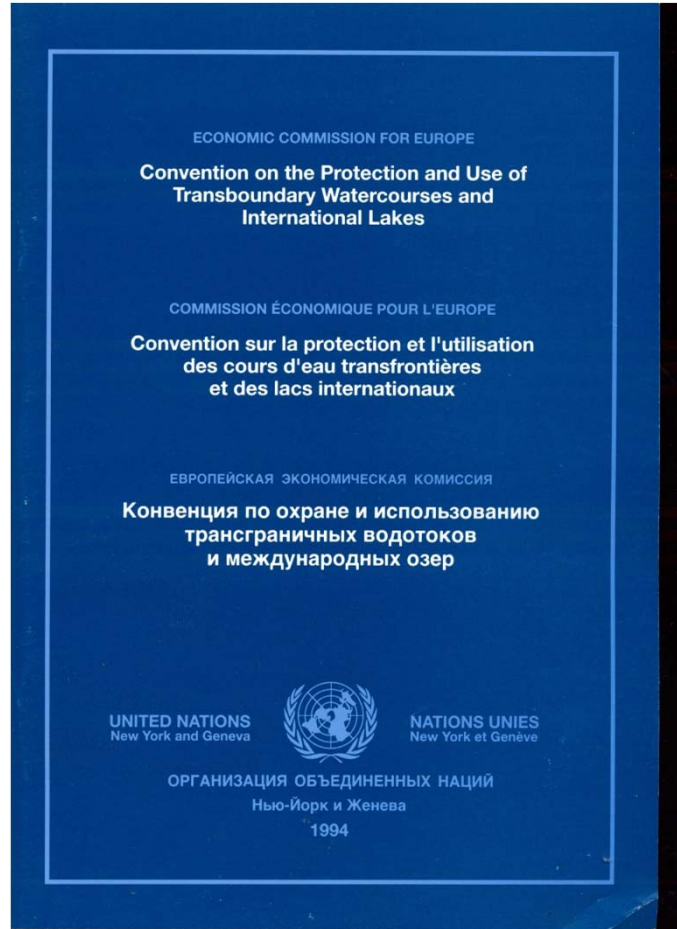 ECONOMIC COMMISSION FOR EUROPE
Convention on the Protection and Use of
Transboundary Watercourses and
International Lakes
COMMISSION ÉCONOMIQUE POUR L'EUROPE
Convention sur la protection et l'utilisation
des cours d'eau transfrontières
et des lacs internationaux
ЕВРОПЕЙСКАЯ ЭКОНОМИЧЕСКАЯ КОМИССИЯ
Конвенция по охране и использованию
трансграничных водотоков
и международных озер
UNITED NATIONS
New York and Geneva
NATIONS UNIES
New York et Genève
ОРГАНИЗАЦИЯ ОБЪЕДИНЕННЫХ НАЦИЙ
Нью-Йорк и Женева
1994